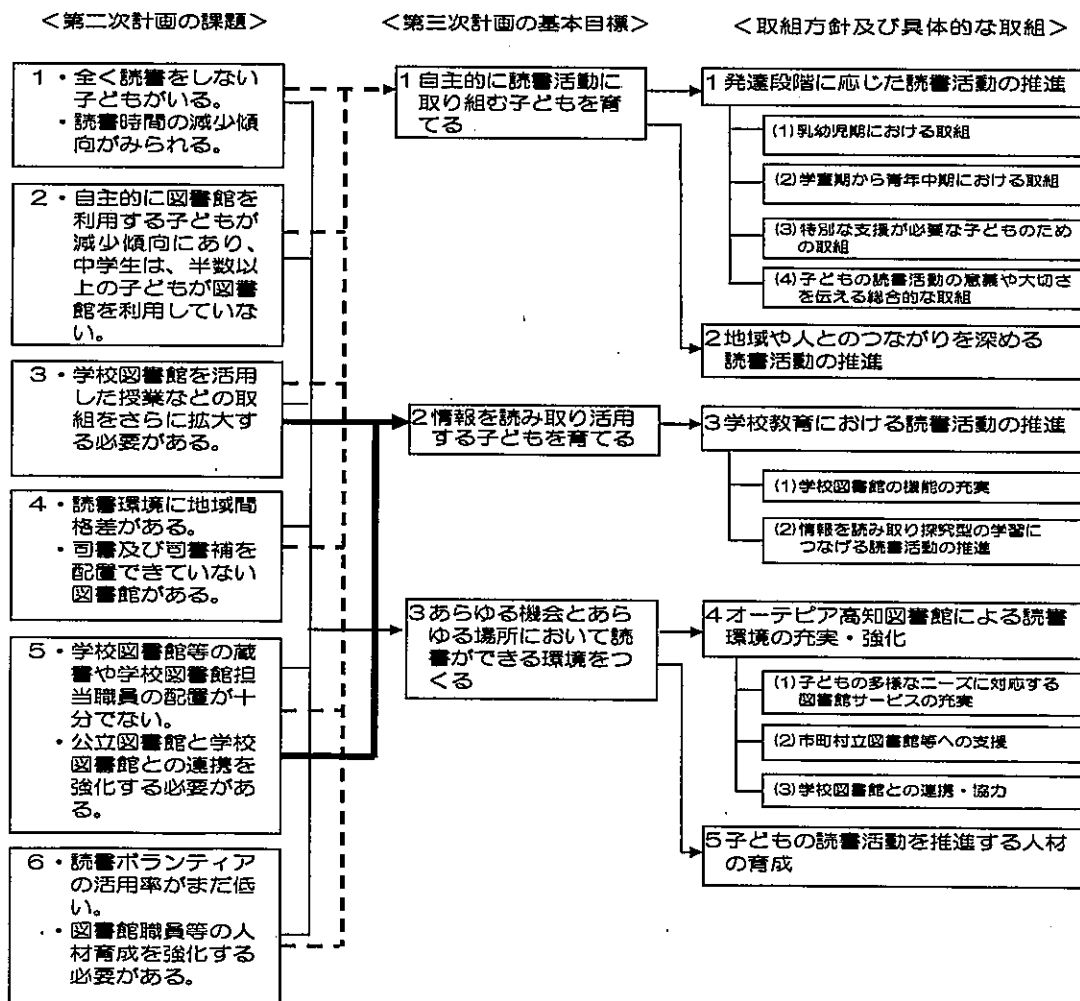 ＜第二次計画の課題＞
１・全く読書をしない
子どもがいる。
・読書時間の減少傾
向がみられる。
２・自主的に図書館を
利用する子どもが
減少傾向にあり、
中学生は、半数以
上の子どもが図書
館を利用していな
い。
３・学校図書館を活用
した授業などの取
組をさらに拡大す
る必要がある。
４・読書環境に地域間
格差がある。
・司書及び司書補を
配置できていない
図書館がある。
５・学校図書館等の蔵
書や学校図書館担
当職員の配置が十
分でない。
・公立図書館と学校
図書館との連携を
強化する必要があ
る。
６・読書ボランティア
の活用率がまだ低
い。
・図書館職員等の人
材育成を強化する
必要がある。
＜第三次計画の基本目標＞
１自主的に読書活動に
取り組む子どもを育
てる
２情報を読み取り活用
する子どもを育てる
３あらゆる機会とあら
ゆる場所において読
書ができる環境をつ
くる
＜取組方針及び具体的な取組＞
１発達段階に応じた読書活動の推進
(1)乳幼児期における取組
(2)学童期から青年中期における取組
(3)特別な支援が必要な子どものため
の取組
(4)子どもの読書活動の意義や大切さ
を伝える総合的な取組
２地域や人とのつながりを深める
読書活動の推進
３学校教育における読書活動の推進
(1)学校図書館の機能の充実
(2)情報を読み取り探究型の学習に
つなげる読書活動の推進
４オーテピア高知図書館による読書
環境の充実・強化
(1)子どもの多様なニーズに対応する
図書館サービスの充実
(2)市町村立図書館等への支援
(3)学校図書館との連携・協力
５子どもの読書活動を推進する人材
の育成